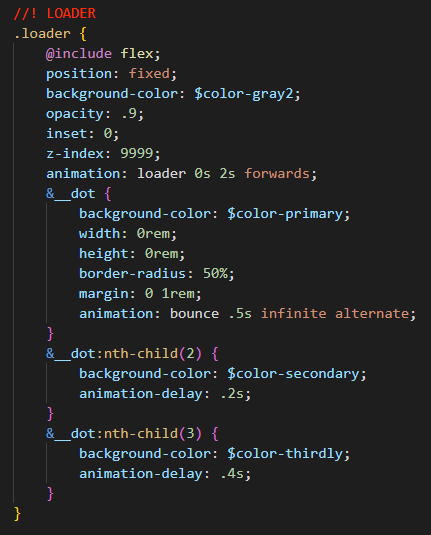 //! LOADER
.loader {
@include flex;
position: fixed;
background-color: $color-gray2;
opacity: .9;
inset: 0;
z-index: 9999;
animation: loader 0s 2s forwards;
&__dot {
background-color: $color-primary;
width: 0rem;
height: 0rem;
border-radius: 50%;
margin: 0 1rem;
animation: bounce .5s infinite alternate;
}
&__dot:nth-child(2) {
background-color: $color-secondary;
animation-delay: .2s;
}
&__dot:nth-child(3) {
background-color: $color-thirdly;
animation-delay: .4s;
}
}